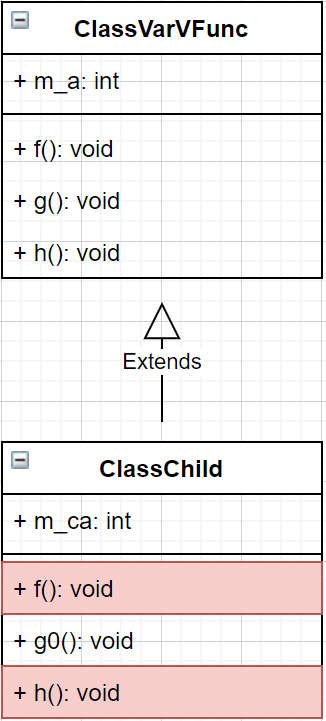 ClassVarVFunc
+ m_a: int
+ f(): void
+ g(): void
+ h(): void
Extends
ClassChild
+ m_ca: int
+ f(): void
+ g0(): void
+ h(): void